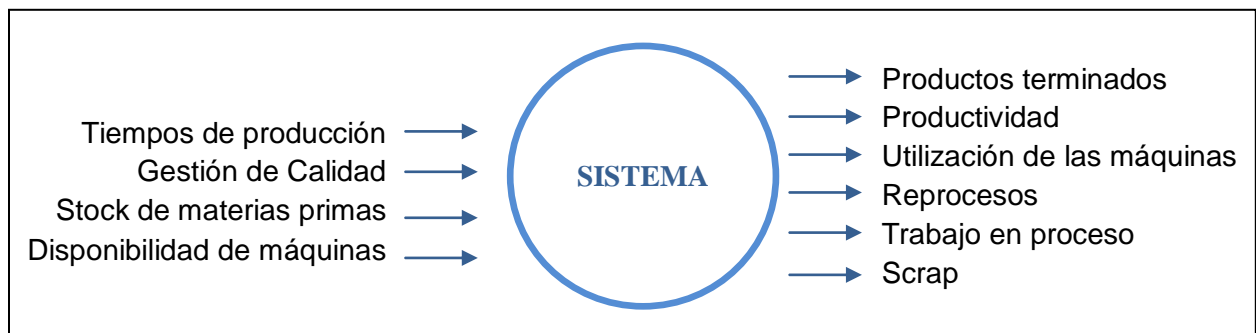 Tiempos de producción
Gestión de Calidad
Stock de materias primas
Disponibilidad de máquinas
SISTEMA
Productos terminados
Productividad
Utilización de las máquinas
Reprocesos
Trabajo en proceso
Scrap